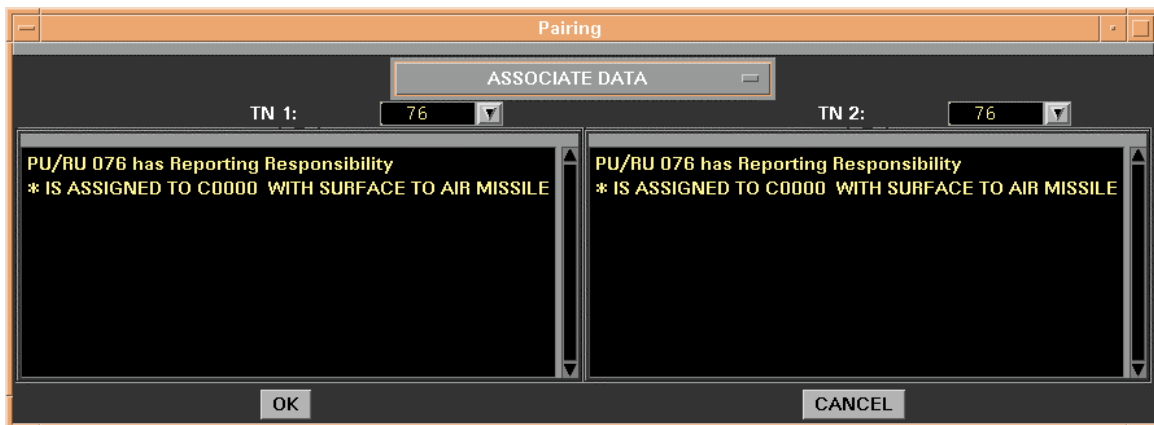 Pairing
ASSOCIATE DATA
TN 1: 76 TN 2: 76
PU/RU 076 has Reporting Responsibility
* IS ASSIGNED TO C0000 WITH SURFACE TO AIR MISSILE
PU/RU 076 has Reporting Responsibility
* IS ASSIGNED TO C0000 WITH SURFACE TO AIR MISSILE
OK CANCEL